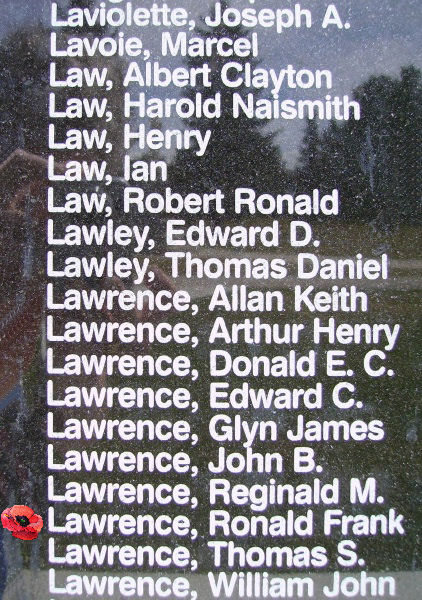 Laviolette, Joseph A.
Lavoie, Marcel
Law, Albert Clayton
Law, Harold Naismith
Law, Henry
Law, Ian
Law, Robert Ronald
Lawley, Edward D.
Lawley, Thomas Daniel
Lawrence, Allan Keith
Lawrence, Arthur Henry
Lawrence, Donald E. C.
Lawrence, Edward C.
Lawrence, Glyn James
Lawrence, John B.
Lawrence, Reginald M.
Lawrence, Ronald Frank
Lawrence, Thomas S.
Lawrence, William John